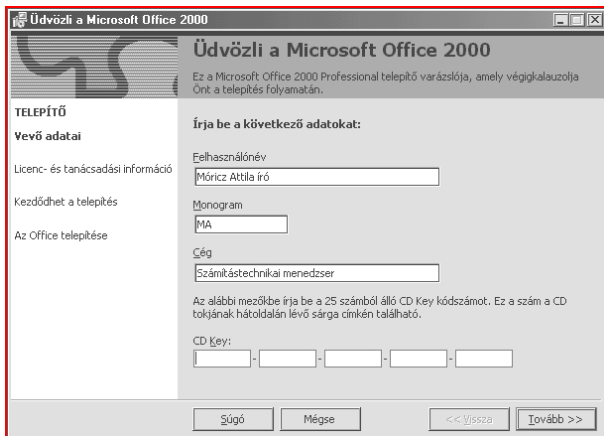 Üdvözli a Microsoft Office 2000
Üdvözli a Microsoft Office 2000
Ez a Microsoft Office 2000 Professional telepítő varázslója, amely végigkalauzolja
Önt a telepítés folyamatán.
TELEPÍTŐ
Vevő adatai
Licenc- és tanácsadási információ
Kezdődhet a telepítés
Az Office telepítése
Írja be a következő adatokat:
Felhasználónév
Móricz Attila író
Monogram
MA
Cég
Számítástechnikai menedzser
Az alábbi mezőkbe írja be a 25 számból álló CD Key kódszámot. Ez a szám a CD
tokjának hátoldalán lévő sárga címkén található.
CD Key:
- - - -
Súgó Mégse << Vissza Tovább >>